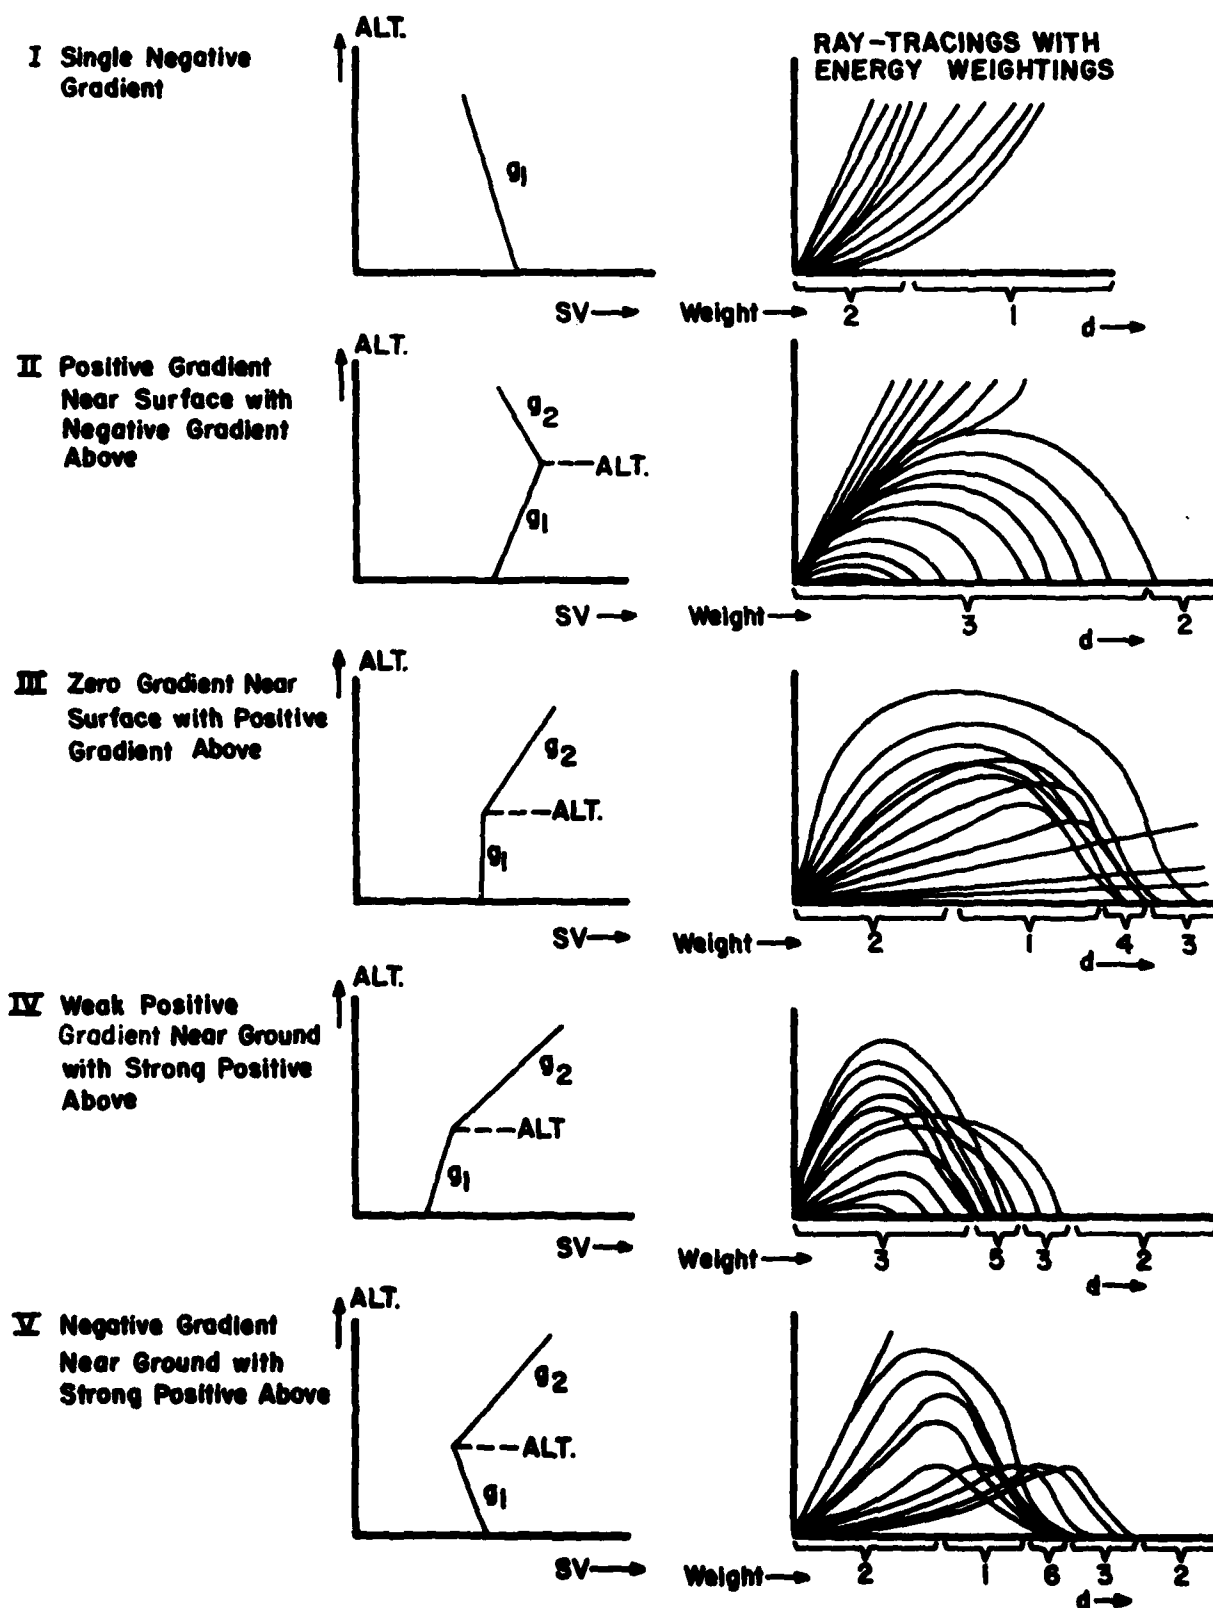 ALT.
I Single Negative
Gradient
g1
SV
RAY-TRACINGS WITH
ENERGY WEIGHTINGS
Weight
2 1
d
ALT.
II Positive Gradient
Near Surface with
Negative Gradient
Above
g2
ALT.
g1
SV
Weight
3 2
d
ALT.
III Zero Gradient Near
Surface with Positive
Gradient Above
g2
ALT.
g1
SV
Weight
2 1 4 3
d
ALT.
IV Weak Positive
Gradient Near Ground
with Strong Positive
Above
g2
ALT
g1
SV
Weight
3 5 3 2
d
ALT.
V Negative Gradient
Near Ground with
Strong Positive Above
g2
ALT.
g1
SV
Weight
2 1 6 3 2
d